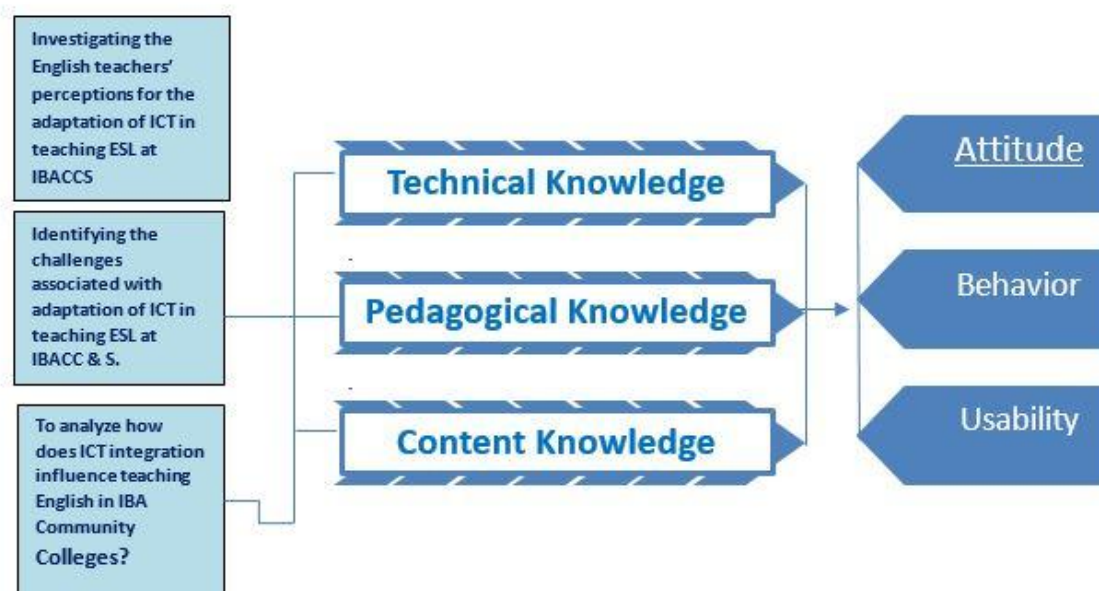 Investigating the
English teachers’
perceptions for the
adaptation of ICT in
teaching ESL at
IBACCS
Identifying the
challenges
associated with
adaptation of ICT in
teaching ESL at
IBACC & S.
To analyze how
does ICT integration
influence teaching
English in IBA
Community
Colleges?
Technical Knowledge
Pedagogical Knowledge
Content Knowledge
Attitude
Behavior
Usability